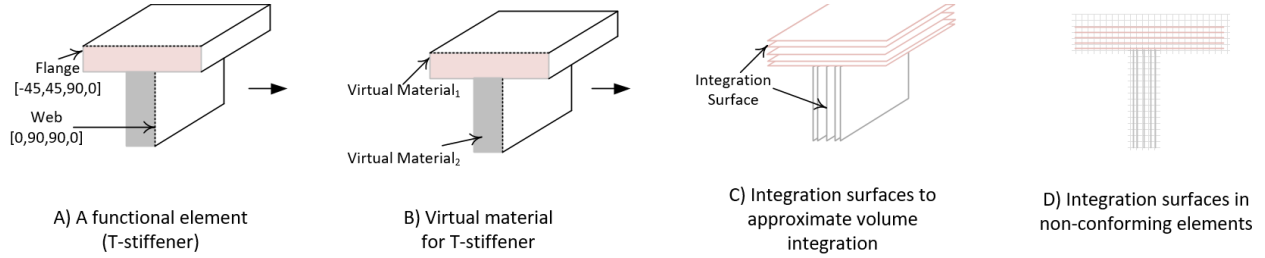 Flange
[-45,45,90,0]
Web
[0,90,90,0]
A) A functional element
(T-stiffener)
Virtual Material1
Virtual Material2
B) Virtual material
for T-stiffener
Integration
Surface
C) Integration surfaces to
approximate volume
integration
D) Integration surfaces in
non-conforming elements